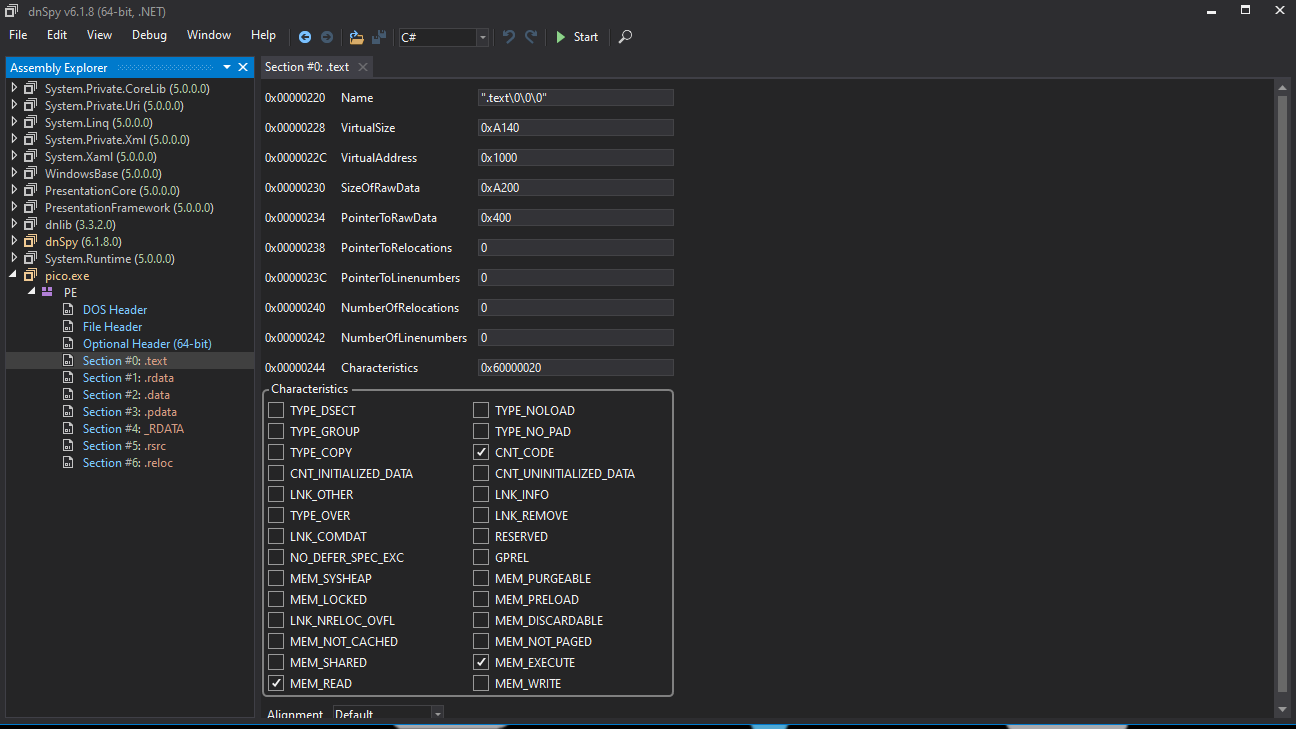 dnSpy v6.1.8 (64-bit, .NET)
File Edit View Debug Window Help C# Start
Assembly Explorer
System.Private.CoreLib (5.0.0.0)
System.Private.Uri (5.0.0.0)
System.Linq (5.0.0.0)
System.Private.Xml (5.0.0.0)
System.Xaml (5.0.0.0)
WindowsBase (5.0.0.0)
PresentationCore (5.0.0.0)
PresentationFramework (5.0.0.0)
dnlib (3.3.2.0)
dnSpy (6.1.8.0)
System.Runtime (5.0.0.0)
pico.exe
PE
DOS Header
File Header
Optional Header (64-bit)
Section #0: .text
Section #1: .rdata
Section #2: .data
Section #3: .pdata
Section #4: _RDATA
Section #5: .rsrc
Section #6: .reloc
Section #0: .text
0x00000220 Name ".text\0\0\0"
0x00000228 VirtualSize 0xA140
0x0000022C VirtualAddress 0x1000
0x00000230 SizeOfRawData 0xA200
0x00000234 PointerToRawData 0x400
0x00000238 PointerToRelocations 0
0x0000023C PointerToLinenumbers 0
0x00000240 NumberOfRelocations 0
0x00000242 NumberOfLinenumbers 0
0x00000244 Characteristics 0x60000020
Characteristics
TYPE_DSECT TYPE_NOLOAD
TYPE_GROUP TYPE_NO_PAD
TYPE_COPY CNT_CODE
CNT_INITIALIZED_DATA CNT_UNINITIALIZED_DATA
LNK_OTHER LNK_INFO
TYPE_OVER LNK_REMOVE
LNK_COMDAT RESERVED
NO_DEFER_SPEC_EXC GPREL
MEM_SYSHEAP MEM_PURGEABLE
MEM_LOCKED MEM_PRELOAD
LNK_NRELOC_OVFL MEM_DISCARDABLE
MEM_NOT_CACHED MEM_NOT_PAGED
MEM_SHARED MEM_EXECUTE
MEM_READ MEM_WRITE
Alignment Default